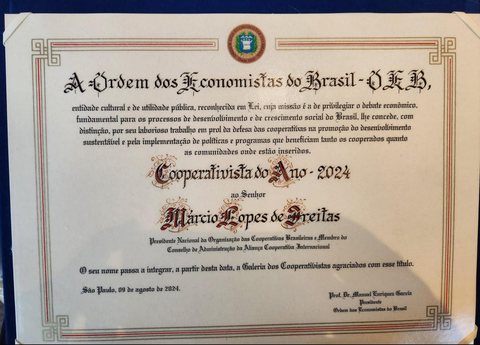 A Ordem dos Economistas do Brasil - O.E.B,
entidade cultural e de utilidade pública, reconhecida em Lei, cuja missão é a de privilegiar o debate econômico,
fundamental para os processos de desenvolvimento e de crescimento social do Brasil, lhe concede, com
distinção, por seu laborioso trabalho em prol da defesa das cooperativas na promoção do desenvolvimento
sustentável e pela implementação de políticas e programas que beneficiam tanto os cooperados quanto
as comunidades onde estão inseridos.
Cooperativista do Ano - 2024
ao Senhor
Márcio Lopes de Freitas
Presidente Nacional da Organização das Cooperativas Brasileiras e Membro do
Conselho de Administração da Aliança Cooperativa Internacional
O seu nome passa a integrar, a partir desta data, a Galeria dos Cooperativistas agraciados com esse título.
São Paulo, 09 de agosto de 2024.
Prof. Dr. Manuel Enriquez Garcia
Presidente
Ordem dos Economistas do Brasil